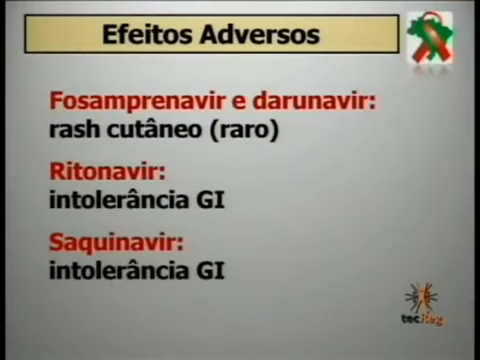 Efeitos Adversos
Fosamprenavir e darunavir:
rash cutâneo (raro)
Ritonavir:
intolerância GI
Saquinavir:
intolerância GI